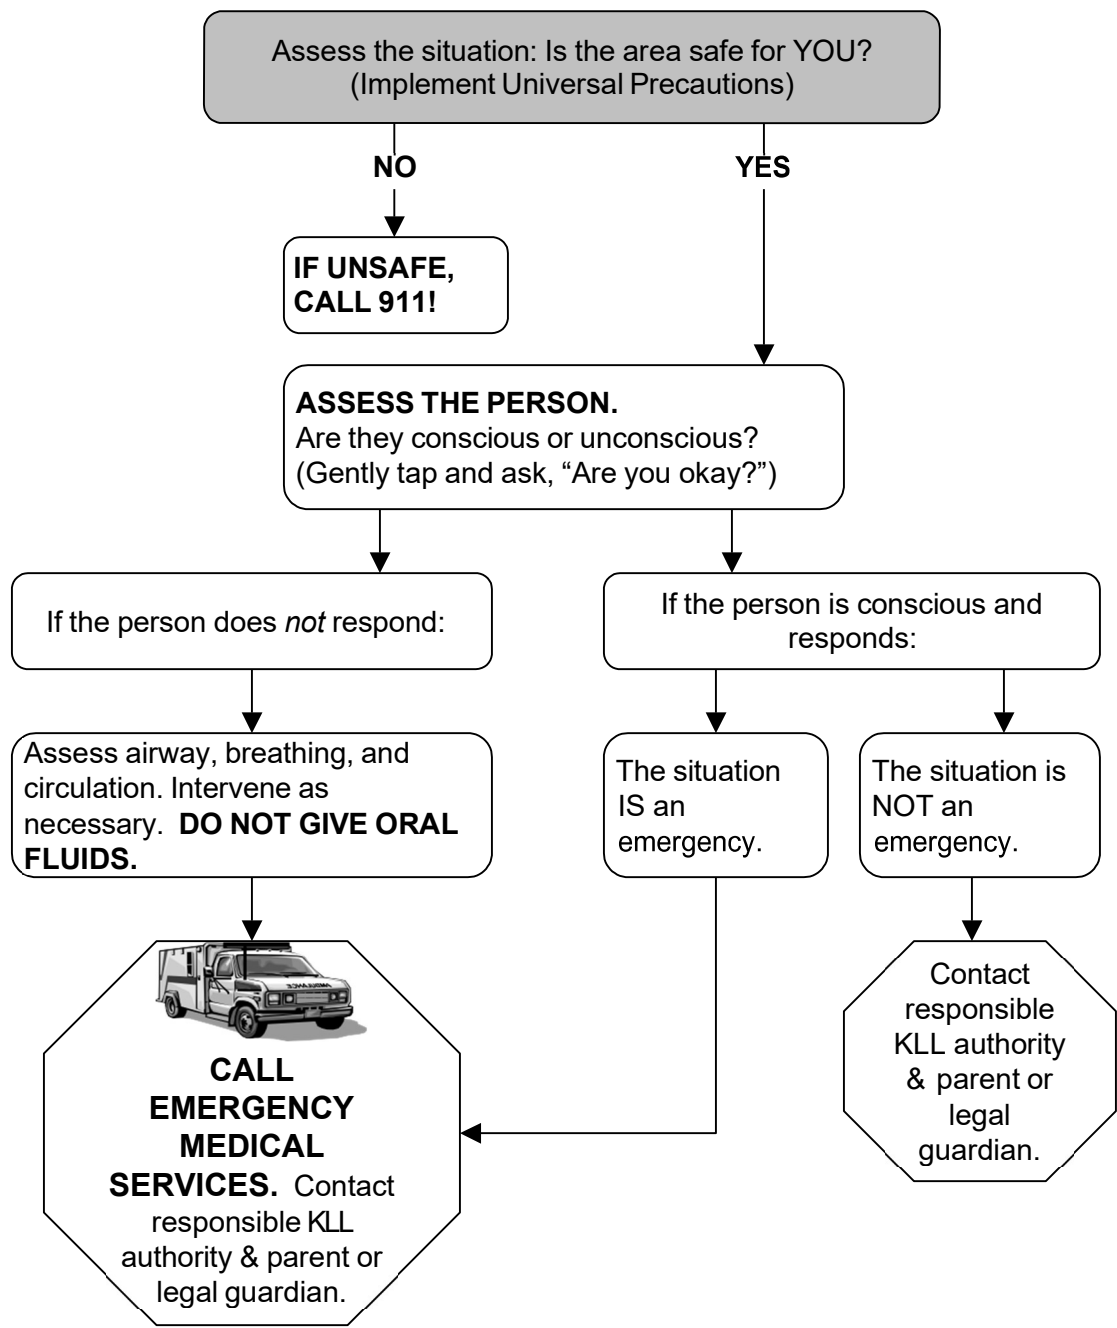 Assess the situation: Is the area safe for YOU?
(Implement Universal Precautions)
NO
YES
IF UNSAFE,
CALL 911!
ASSESS THE PERSON.
Are they conscious or unconscious?
(Gently tap and ask, “Are you okay?”)
If the person does not respond:
If the person is conscious and
responds:
Assess airway, breathing, and
circulation. Intervene as
necessary.  DO NOT GIVE ORAL
FLUIDS.
The situation
IS an
emergency.
The situation is
NOT an
emergency.
AMBULANCE
CALL
EMERGENCY
MEDICAL
SERVICES.  Contact
responsible KLL
authority & parent or
legal guardian.
Contact
responsible
KLL authority
& parent or
legal
guardian.